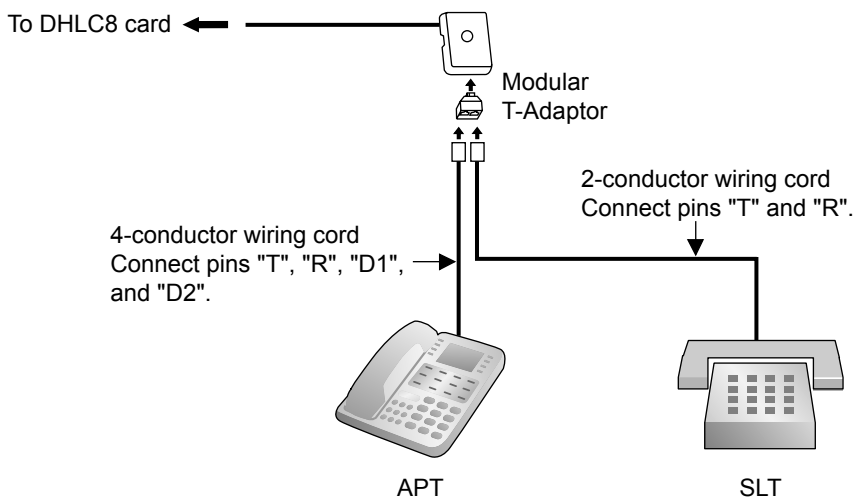 To DHLC8 card
Modular
T-Adaptor
2-conductor wiring cord
Connect pins "T" and "R".
4-conductor wiring cord
Connect pins "T", "R", "D1",
and "D2".
APT
SLT